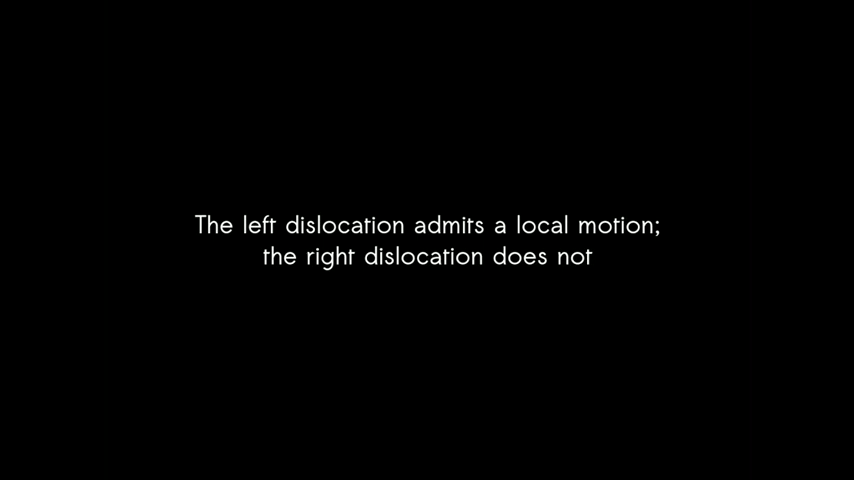 The left dislocation admits a local motion;
the right dislocation does not